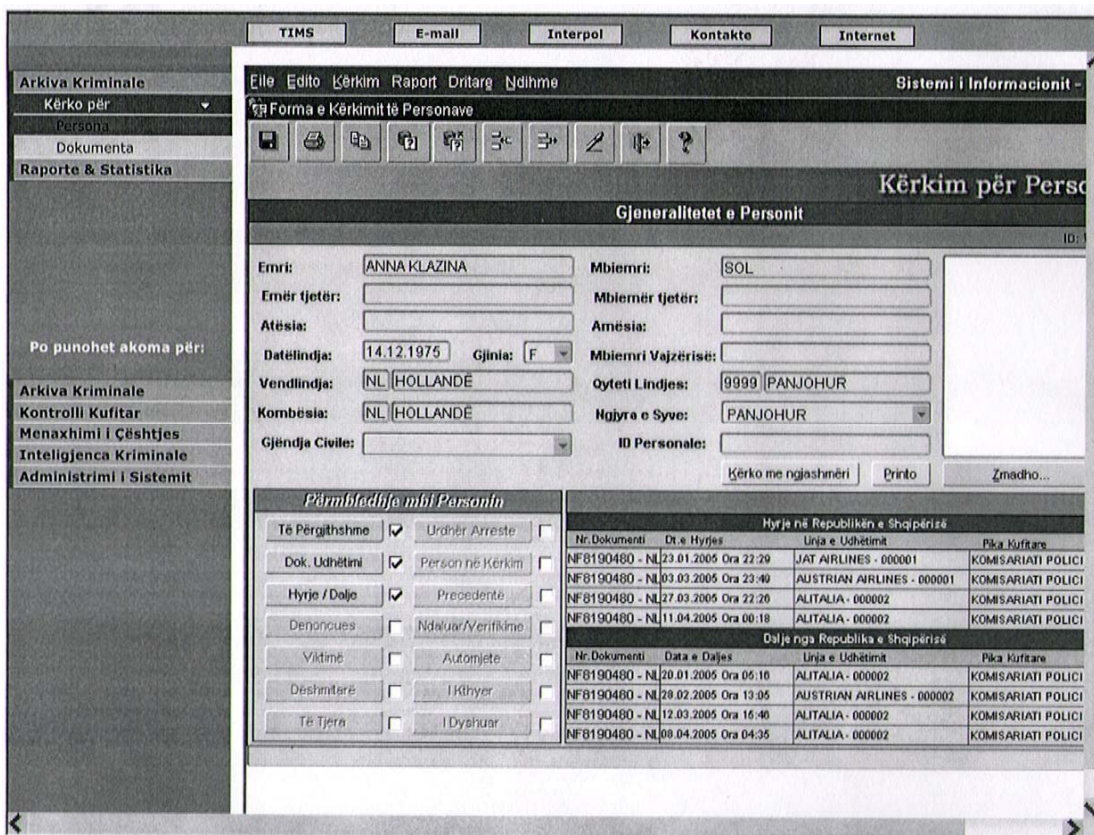 TIMS E-mail Interpol Kontakte Internet
Arkiva Kriminale
Kërko për
Persona
Dokumenta
Raporte & Statistika
Po punohet akoma për:
Arkiva Kriminale
Kontrolli Kufitar
Menaxhimi i Çështjes
Inteligjenca Kriminale
Administrimi i Sistemit
File Edito Kërkim Raport Dritare Ndihme Sistemi i Informacionit -
Forma e Kërkimit të Personave
Kërkim për Perso
Gjeneralitetet e Personit
ID:
Emri: ANNA KLAZINA Mbiemri: SOL
Emër tjetër: Mbiemër tjetër:
Atësia: Amësia:
Datëlindja: 14.12.1975 Gjinia: F Mbiemri Vajzërisë:
Vendlindja: NL HOLLANDË Qyteti Lindjes: 9999 PANJOHUR
Kombësia: NL HOLLANDË Ngjyra e Syve: PANJOHUR
Gjëndja Civile: ID Personale:
Kërko me ngjashmëri Printo Zmadho...
Përmbledhje mbi Personin
Të Përgjithshme Urdhër Arreste
Dok. Udhëtimi Person në Kërkim
Hyrje / Dalje Precedentë
Denoncues Ndaluar/Verifikime
Viktimë Automjete
Dëshmitarë I Kthyer
Të Tjera I Dyshuar
Hyrje në Republikën e Shqipërisë
Nr.Dokumenti Dt.e Hyrjes Linja e Udhëtimit Pika Kufitare
NF8190480 - NL 23.01.2005 Ora 22:29 JAT AIRLINES - 000001 KOMISARIATI POLICI
NF8190480 - NL 03.03.2005 Ora 23:49 AUSTRIAN AIRLINES - 000001 KOMISARIATI POLICI
NF8190480 - NL 27.03.2005 Ora 22:26 ALITALIA - 000002 KOMISARIATI POLICI
NF8190480 - NL 11.04.2005 Ora 00:18 ALITALIA - 000002 KOMISARIATI POLICI
Dalje nga Republika e Shqipërisë
Nr.Dokumenti Data e Daljes Linja e Udhëtimit Pika Kufitare
NF8190480 - NL 20.01.2005 Ora 05:16 ALITALIA - 000002 KOMISARIATI POLICI
NF8190480 - NL 28.02.2005 Ora 13:05 AUSTRIAN AIRLINES - 000002 KOMISARIATI POLICI
NF8190480 - NL 12.03.2005 Ora 16:46 ALITALIA - 000002 KOMISARIATI POLICI
NF8190480 - NL 08.04.2005 Ora 04:35 ALITALIA - 000002 KOMISARIATI POLICI